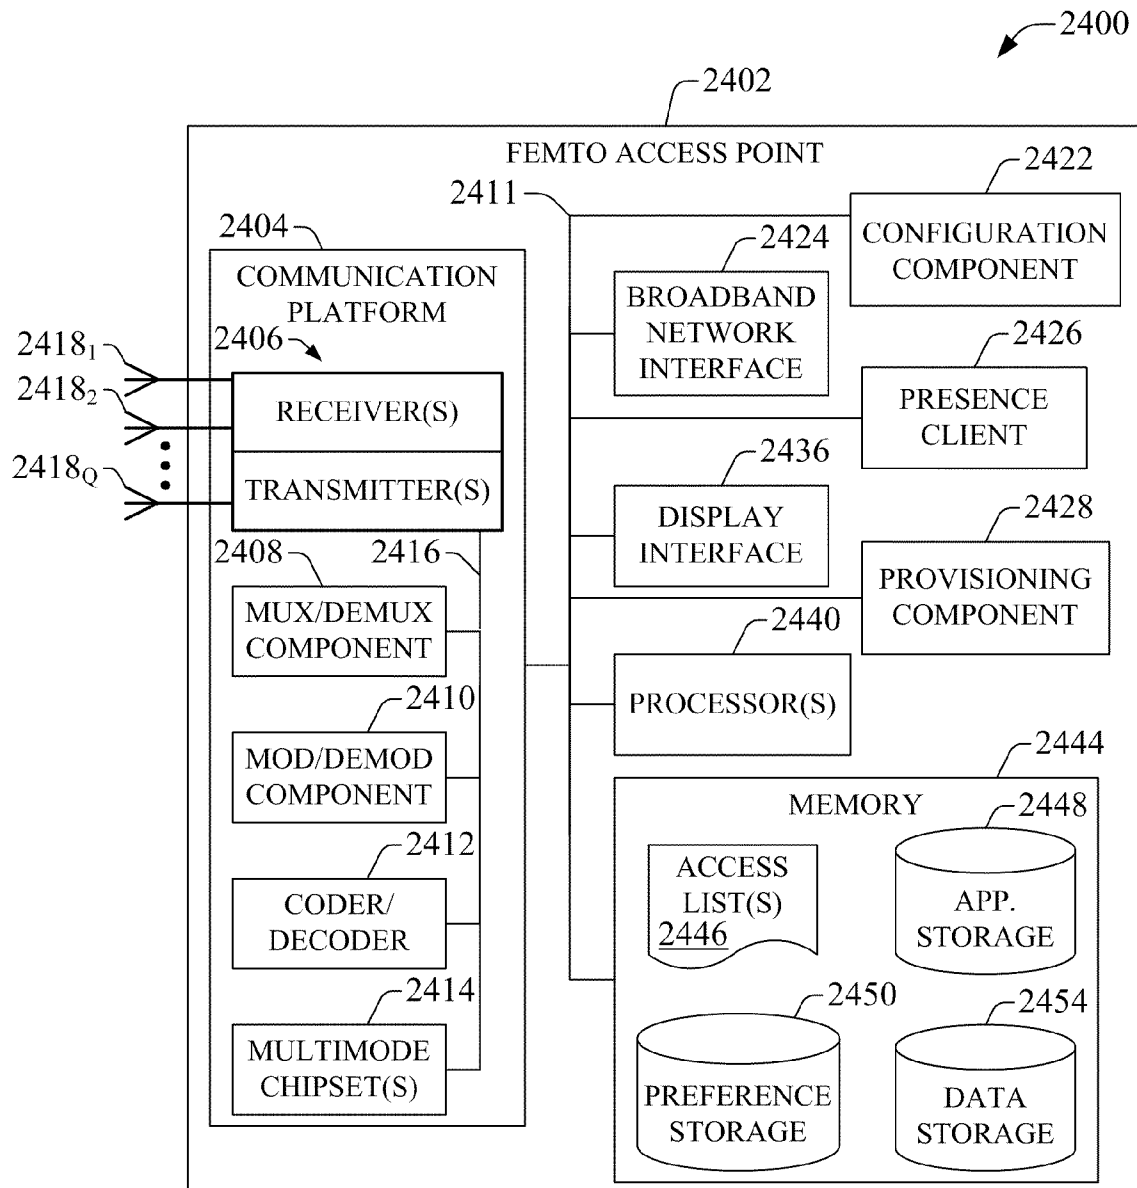 2400
2402
FEMTO ACCESS POINT
2411
2422
CONFIGURATION
COMPONENT
2404
COMMUNICATION
PLATFORM
2406
2424
BROADBAND
NETWORK
INTERFACE
2418₁
2418₂
2418Q
RECEIVER(S)
TRANSMITTER(S)
2426
PRESENCE
CLIENT
2436
DISPLAY
INTERFACE
2408
2416
MUX/DEMUX
COMPONENT
2428
PROVISIONING
COMPONENT
2440
PROCESSOR(S)
2410
MOD/DEMOD
COMPONENT
2412
CODER/
DECODER
2414
MULTIMODE
CHIPSET(S)
2444
MEMORY
ACCESS
LIST(S)
2446
2448
APP.
STORAGE
2450
PREFERENCE
STORAGE
2454
DATA
STORAGE